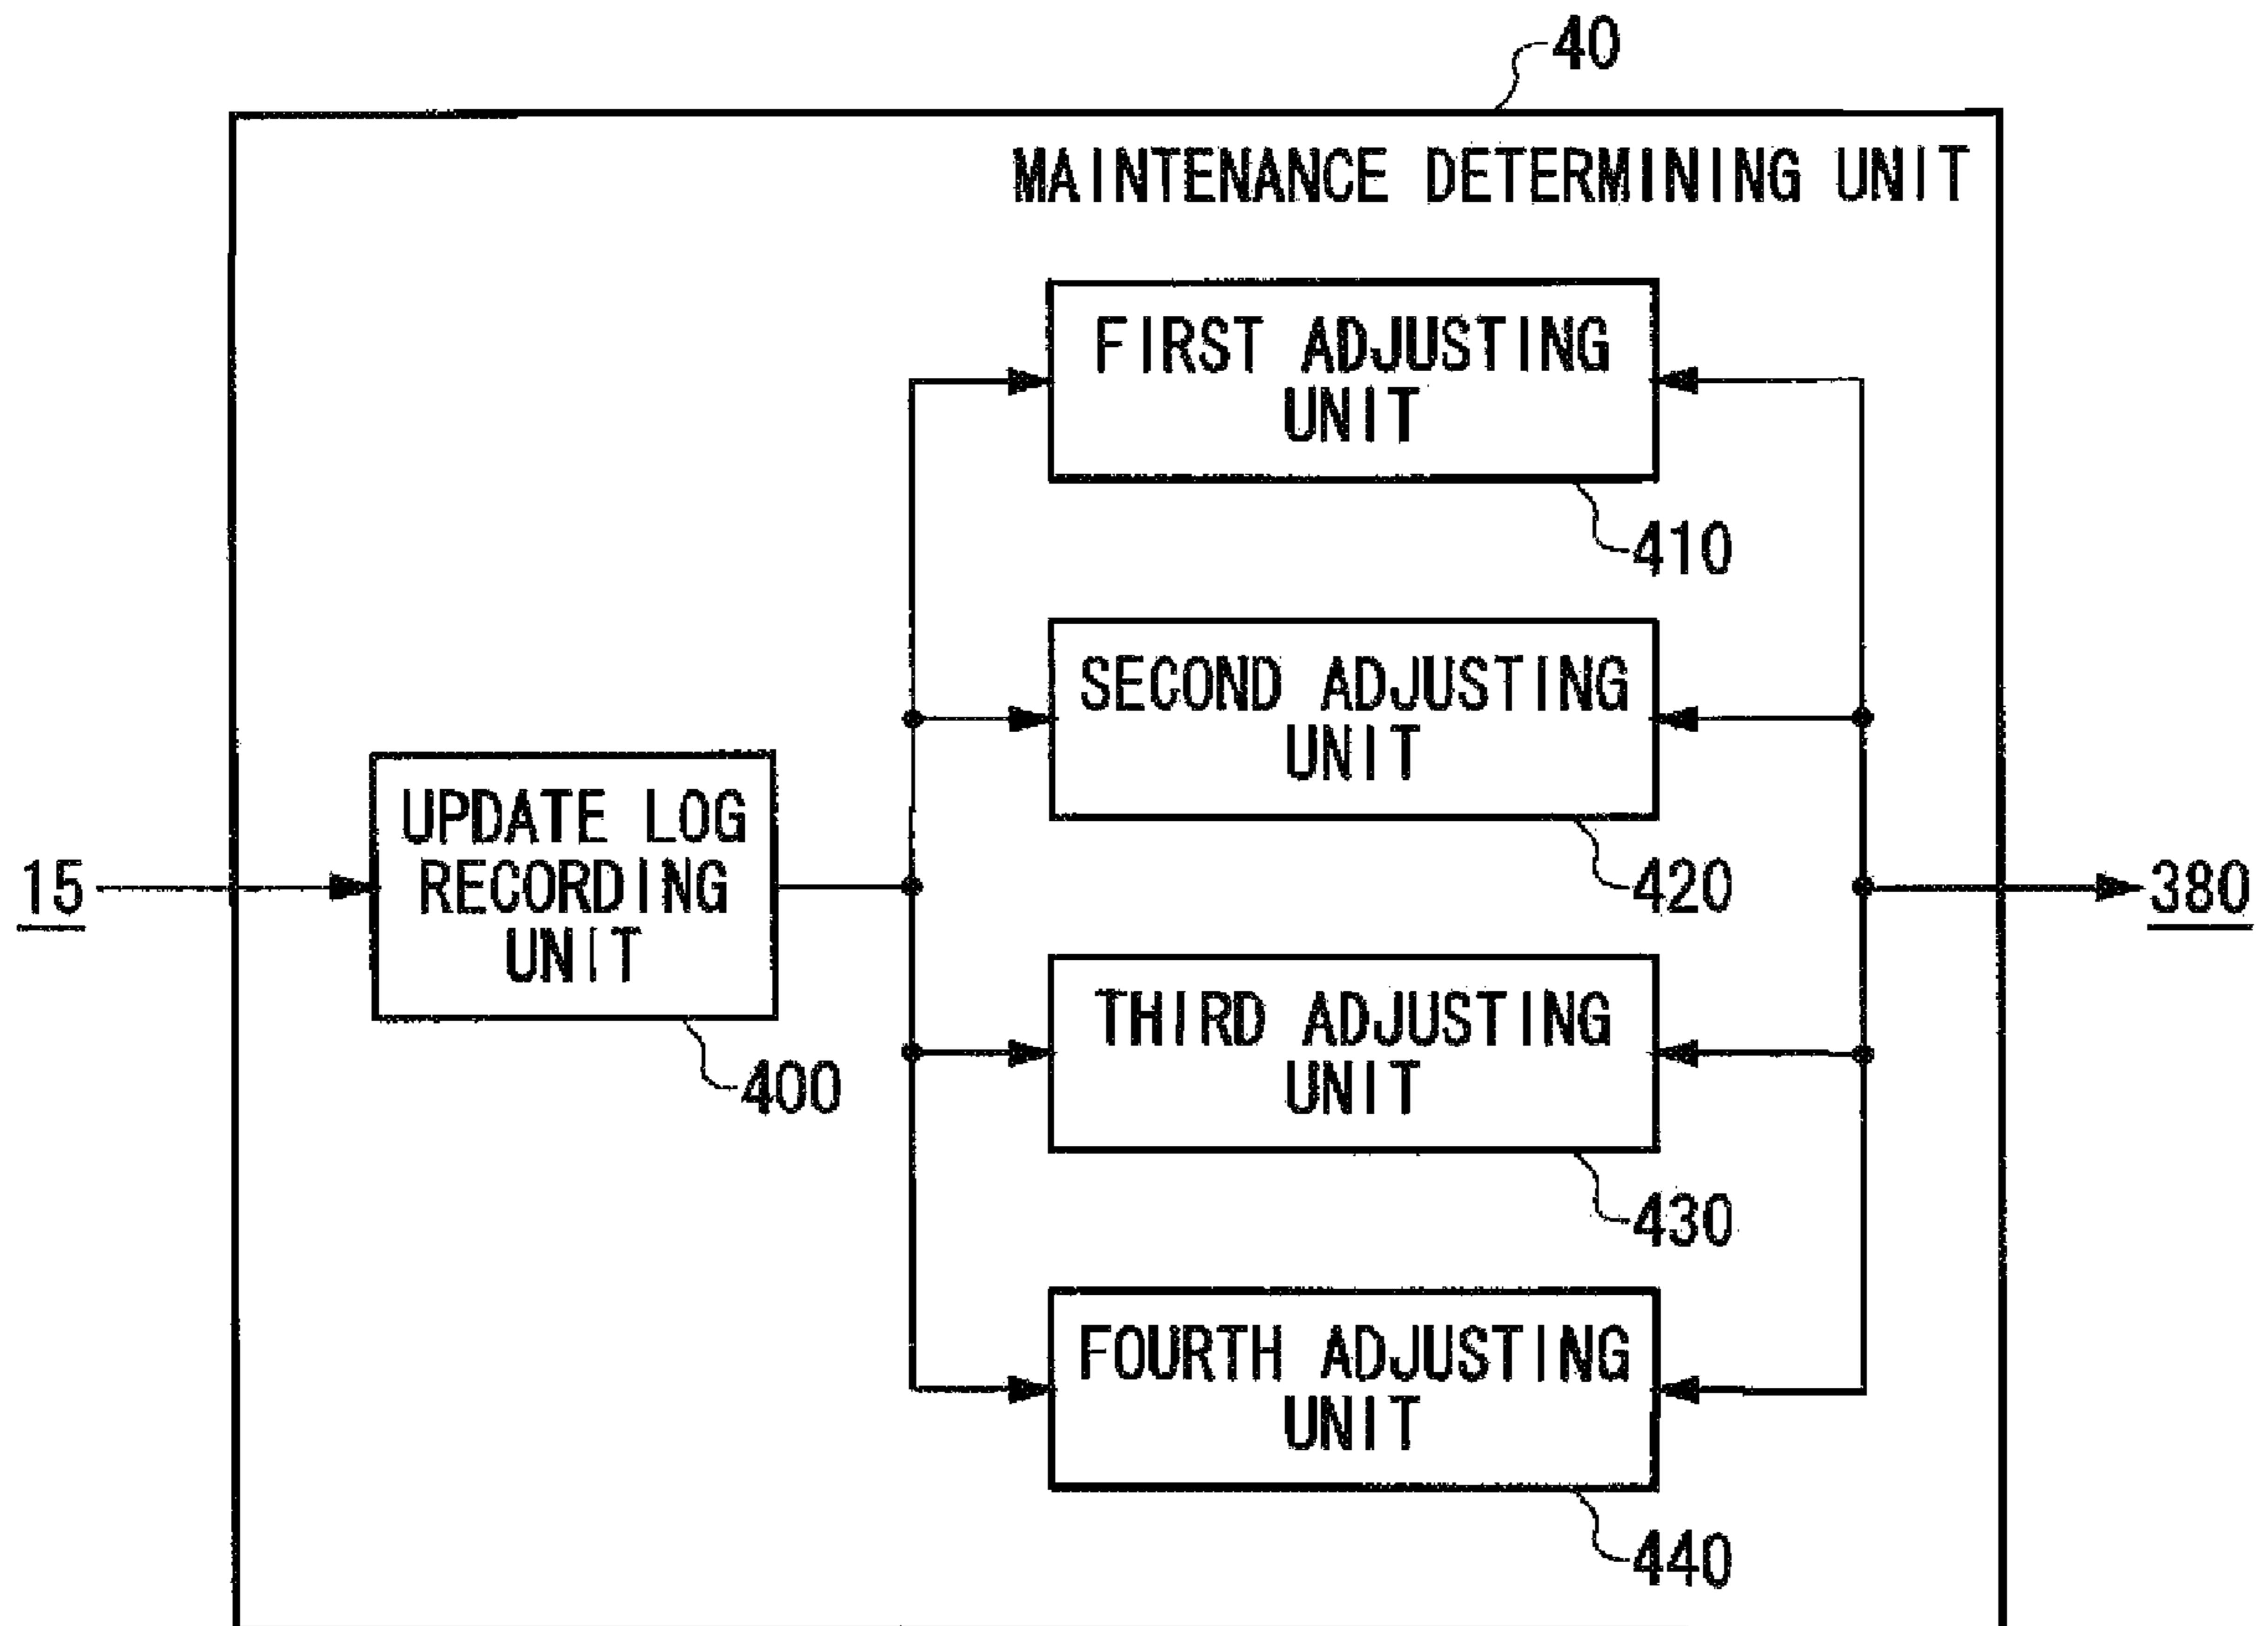 40
MAINTENANCE DETERMINING UNIT
FIRST ADJUSTING
UNIT
410
SECOND ADJUSTING
UNIT
420
UPDATE LOG
RECORDING
UNIT
400
15
380
THIRD ADJUSTING
UNIT
430
FOURTH ADJUSTING
UNIT
440